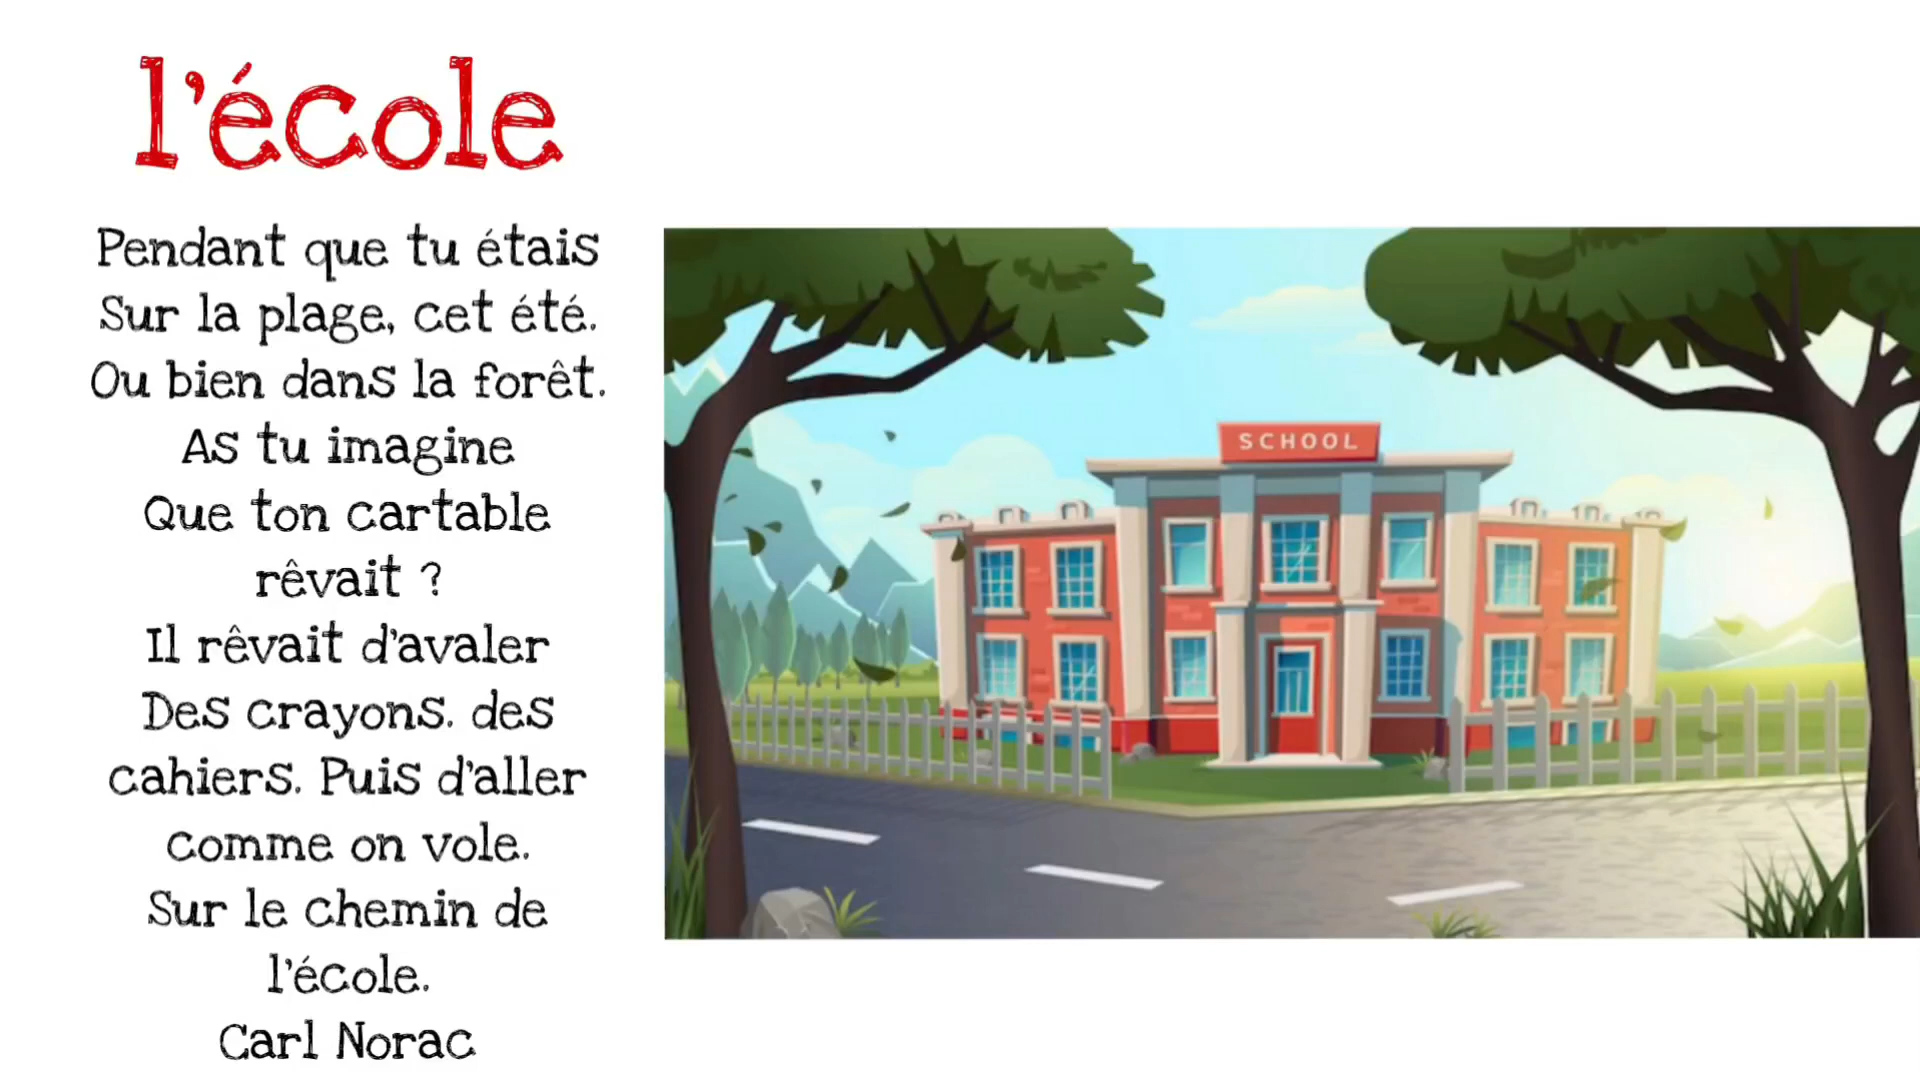 l'école
Pendant que tu étais
Sur la plage, cet été.
Ou bien dans la forêt.
As tu imagine
Que ton cartable
rêvait ?
Il rêvait d'avaler
Des crayons. des
cahiers. Puis d'aller
comme on vole.
Sur le chemin de
l'école.
Carl Norac
SCHOOL